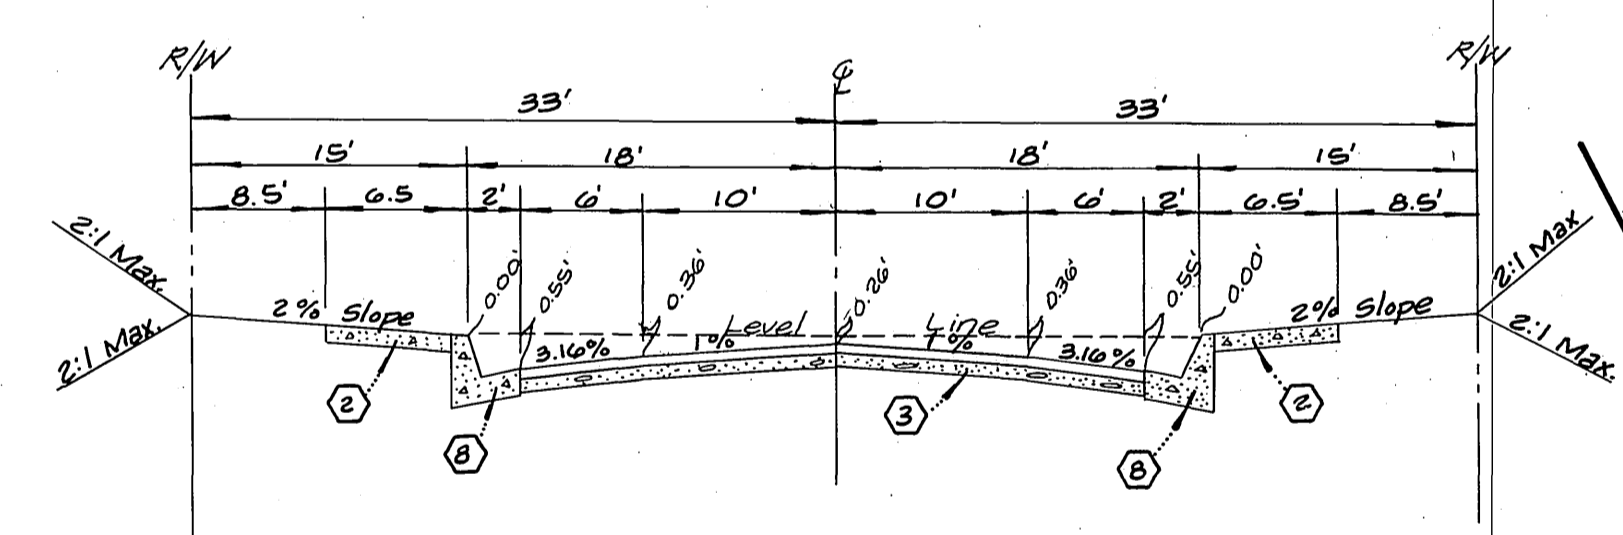 R/W ℄ R/W
33' 33'
15' 18' 18' 15'
8.5' 6.5 2' 6' 10' 10' 6' 2' 6.5' 8.5'
2:1 Max. 0.00' 0.55' 0.36' 0.26' 0.36' 0.55' 0.00' 2:1 Max
2% Slope Level Line 2% Slope
2:1 Max. 3.16% 1% 1% 3.16% 2:1 Max.
2 3 2
8 8